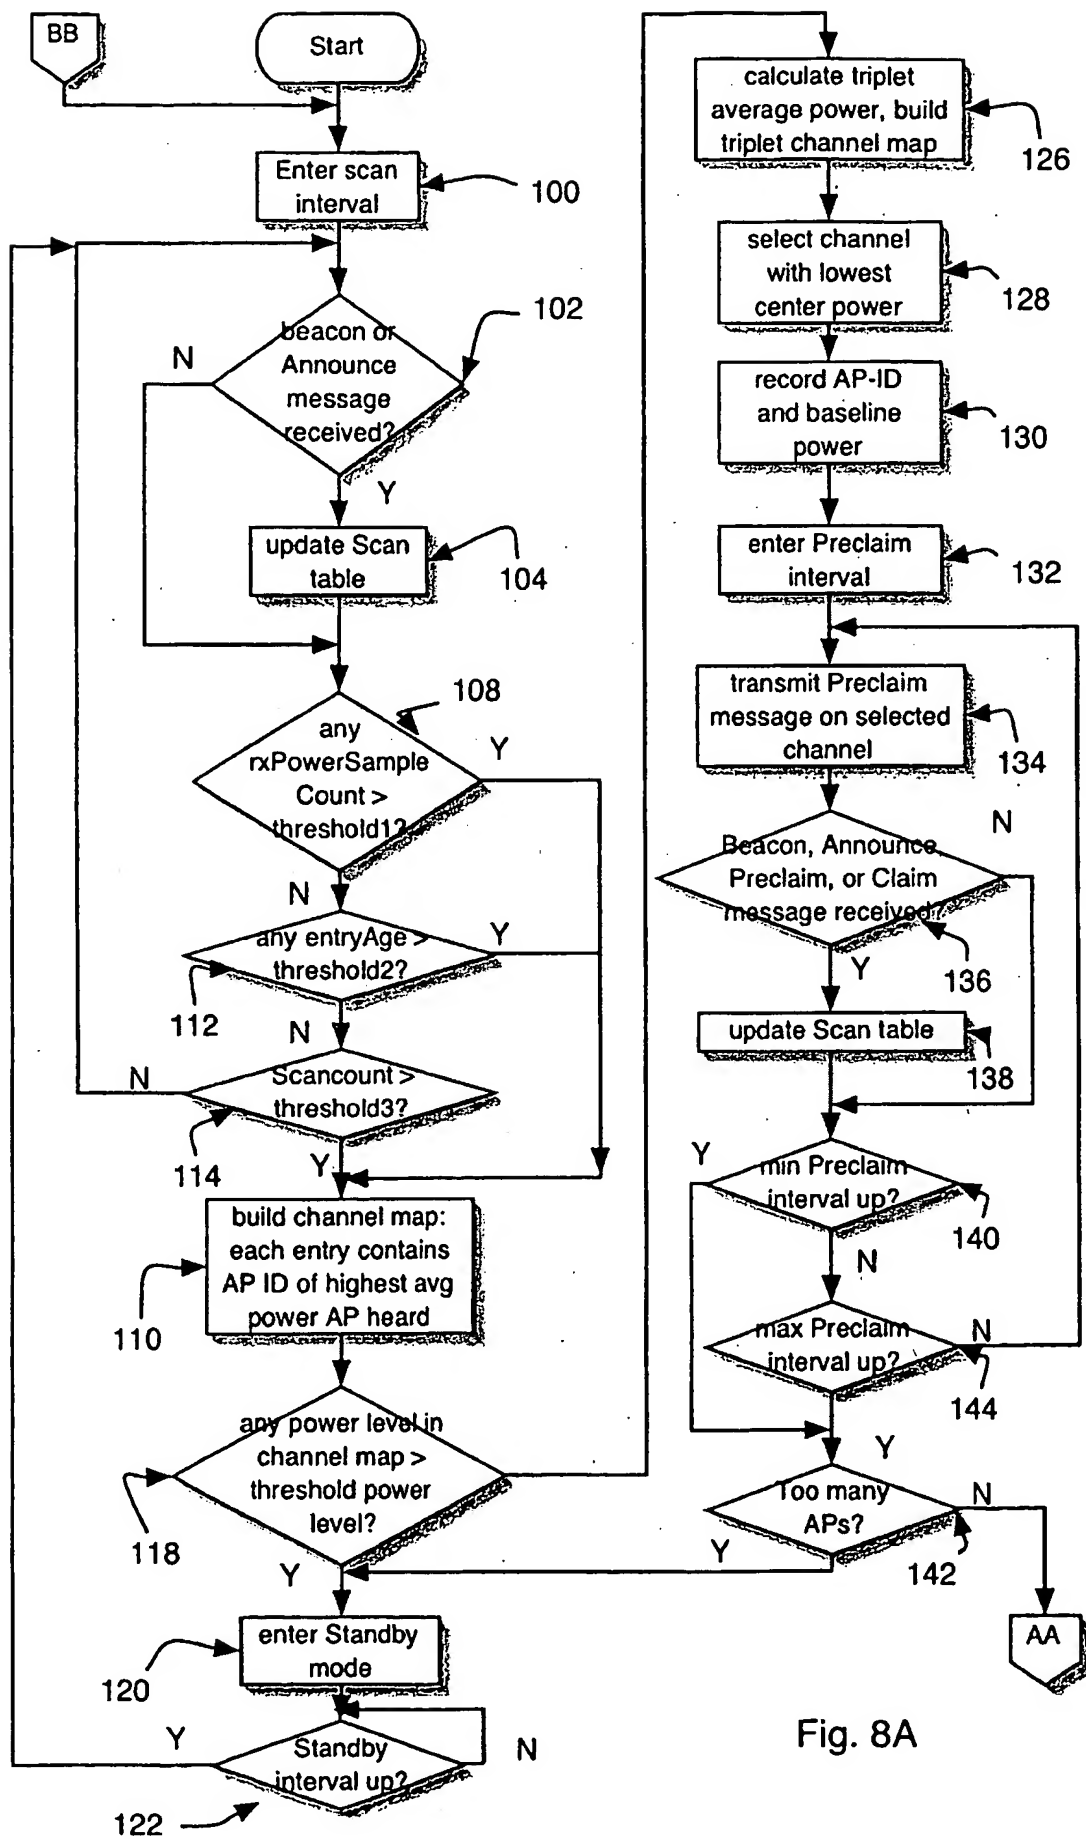 BB
Start
Enter scan
interval
100
beacon or
Announce
message
received?
102
N
Y
update Scan
table
104
any
rxPowerSample
Count >
threshold1?
108
Y
N
any entryAge >
threshold2?
Y
112
N
Scancount >
threshold3?
N
114
Y
build channel map:
each entry contains
AP ID of highest avg
power AP heard
110
any power level in
channel map >
threshold power
level?
118
Y
enter Standby
mode
120
Standby
interval up?
Y
N
122
calculate triplet
average power, build
triplet channel map
126
select channel
with lowest
center power
128
record AP-ID
and baseline
power
130
enter Preclaim
interval
132
transmit Preclaim
message on selected
channel
134
Beacon, Announce,
Preclaim, or Claim
message received?
N
136
Y
update Scan table
138
min Preclaim
interval up?
Y
140
N
max Preclaim
interval up?
N
144
Y
Too many
APs?
N
Y
142
AA
Fig. 8A